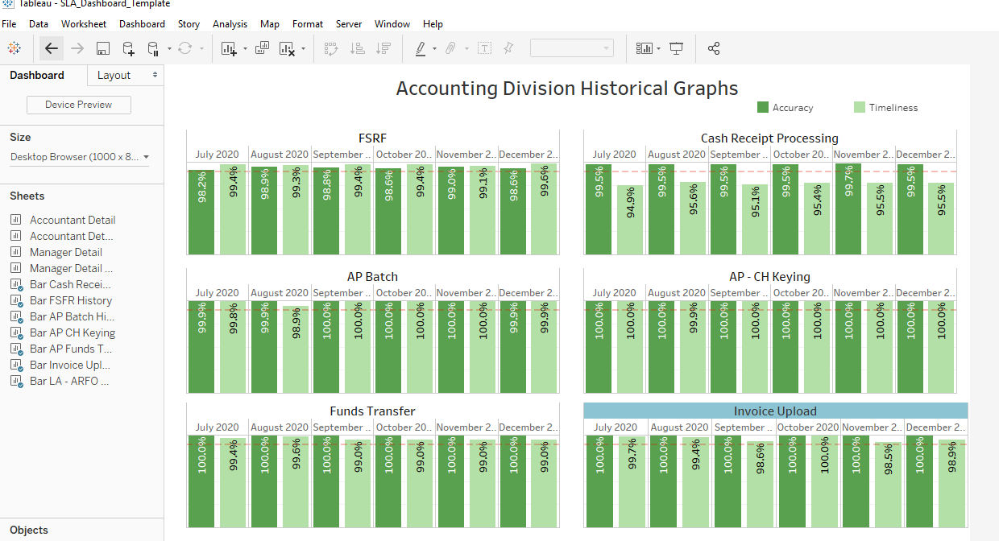 Tableau - SLA_Dashboard_Template
File Data Worksheet Dashboard Story Analysis Map Format Server Window Help
Dashboard Layout
Device Preview
Size
Desktop Browser (1000 x 8...
Sheets
Accountant Detail
Accountant Det...
Manager Detail
Manager Detail ...
Bar Cash Recei...
Bar FSFR History
Bar AP Batch Hi...
Bar AP CH Keying
Bar AP Funds T...
Bar Invoice Upl...
Bar LA - ARFO ...
Objects
Accounting Division Historical Graphs
Accuracy Timeliness
FSRF
July 2020 August 2020 September .. October 20.. November 2.. December 2..
98.2% 99.4% 98.9% 99.3% 98.8% 99.4% 98.6% 99.4% 99.0% 99.1% 98.6% 99.6%
Cash Receipt Processing
July 2020 August 2020 September .. October 20.. November 2.. December 2..
99.5% 94.9% 99.5% 95.6% 99.5% 95.1% 99.5% 95.4% 99.7% 95.5% 99.5% 95.5%
AP Batch
July 2020 August 2020 September .. October 20.. November 2.. December 2..
99.9% 99.8% 99.9% 98.9% 100.0% 100.0% 100.0% 100.0% 100.0% 100.0% 99.9% 99.9%
AP - CH Keying
July 2020 August 2020 September .. October 20.. November 2.. December 2..
100.0% 100.0% 100.0% 99.9% 100.0% 100.0% 100.0% 100.0% 100.0% 100.0% 100.0% 100.0%
Funds Transfer
July 2020 August 2020 September .. October 20.. November 2.. December 2..
100.0% 99.4% 100.0% 99.6% 100.0% 99.0% 100.0% 99.0% 100.0% 99.0% 100.0% 99.0%
Invoice Upload
July 2020 August 2020 September .. October 2020 November 2.. December 2..
100.0% 99.7% 100.0% 99.4% 100.0% 98.6% 100.0% 100.0% 100.0% 98.5% 100.0% 98.9%